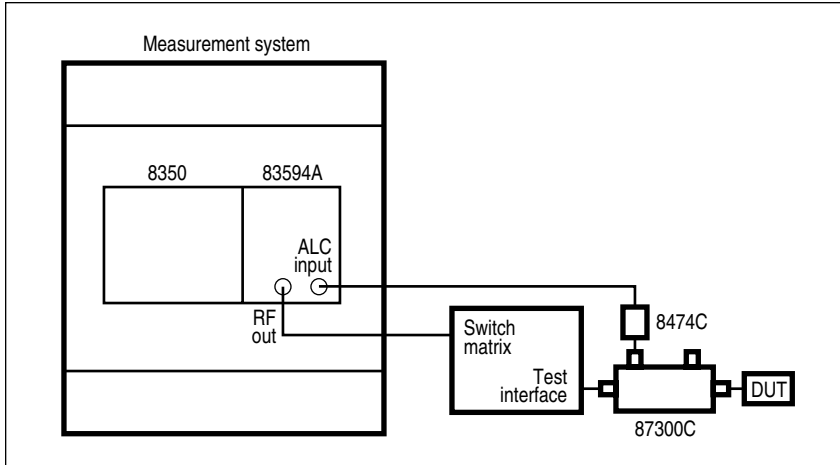 Measurement system
8350
83594A
ALC
input
RF
out
Switch
matrix
Test
interface
8474C
87300C
DUT